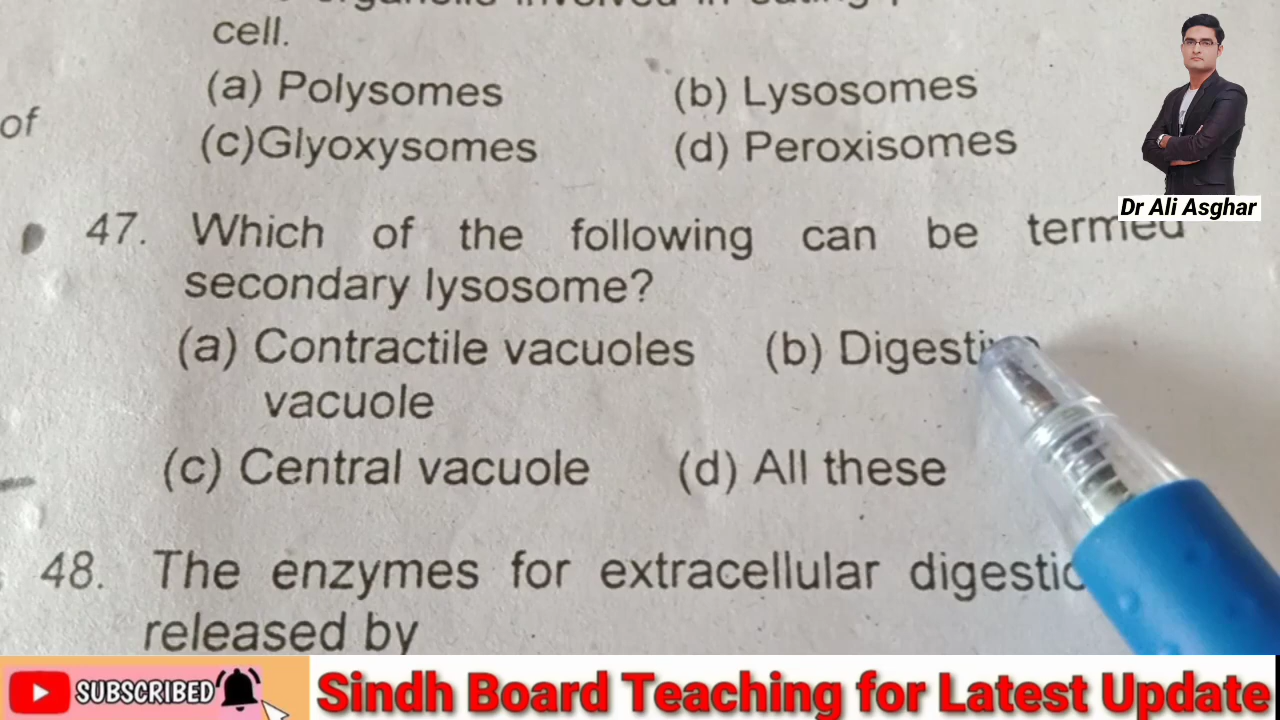 cell.
(a) Polysomes (b) Lysosomes
of
(c)Glyoxysomes (d) Peroxisomes
Dr Ali Asghar
47. Which of the following can be termed
secondary lysosome?
(a) Contractile vacuoles (b)
vacuole
(c) Central vacuole (d) All these
48. The enzymes for extracellular
released by
SUBSCRIBED
Sindh Board Teaching for Latest Update